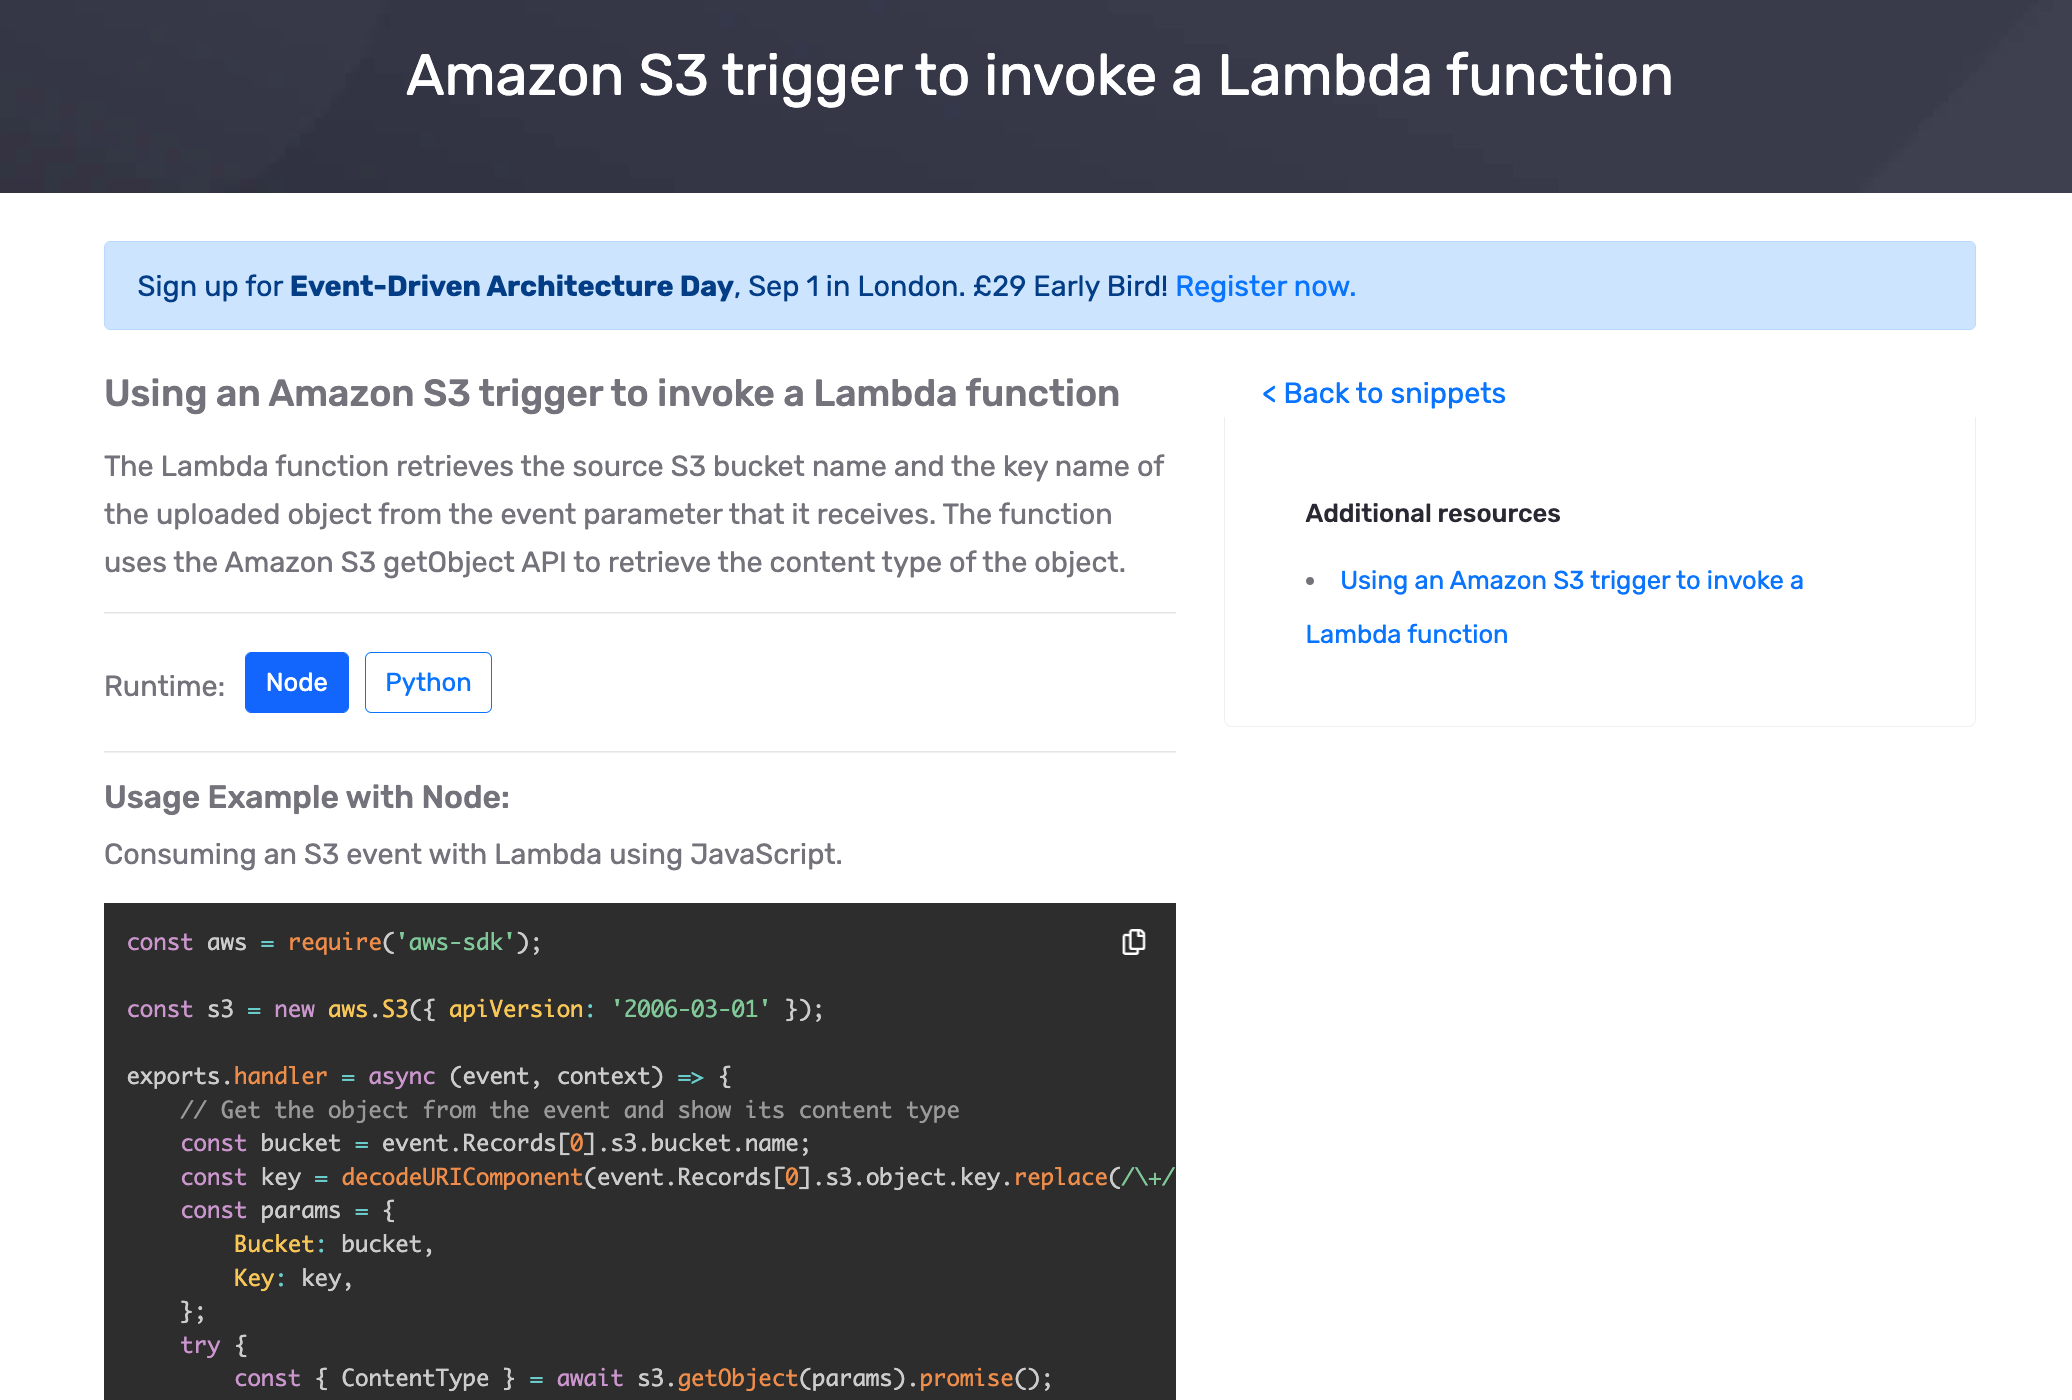 Amazon S3 trigger to invoke a Lambda function
Sign up for Event-Driven Architecture Day, Sep 1 in London. £29 Early Bird! Register now.
Using an Amazon S3 trigger to invoke a Lambda function
The Lambda function retrieves the source S3 bucket name and the key name of
the uploaded object from the event parameter that it receives. The function
uses the Amazon S3 getObject API to retrieve the content type of the object.
Runtime: Node Python
Usage Example with Node:
Consuming an S3 event with Lambda using JavaScript.
const aws = require('aws-sdk');
const s3 = new aws.S3({ apiVersion: '2006-03-01' });
exports.handler = async (event, context) => {
    // Get the object from the event and show its content type
    const bucket = event.Records[0].s3.bucket.name;
    const key = decodeURIComponent(event.Records[0].s3.object.key.replace(/\+/
    const params = {
        Bucket: bucket,
        Key: key,
    };
    try {
        const { ContentType } = await s3.getObject(params).promise();
< Back to snippets
Additional resources
• Using an Amazon S3 trigger to invoke a
Lambda function